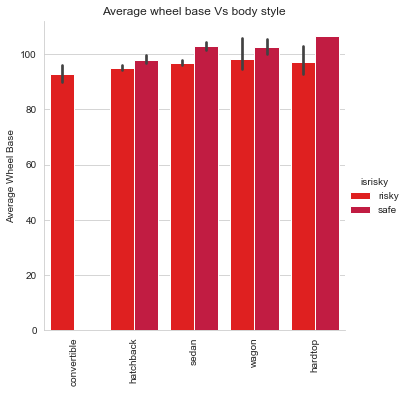 Average wheel base Vs body style
Average Wheel Base
100
80
60
40
20
0
convertible
hatchback
sedan
wagon
hardtop
isrisky
risky
safe